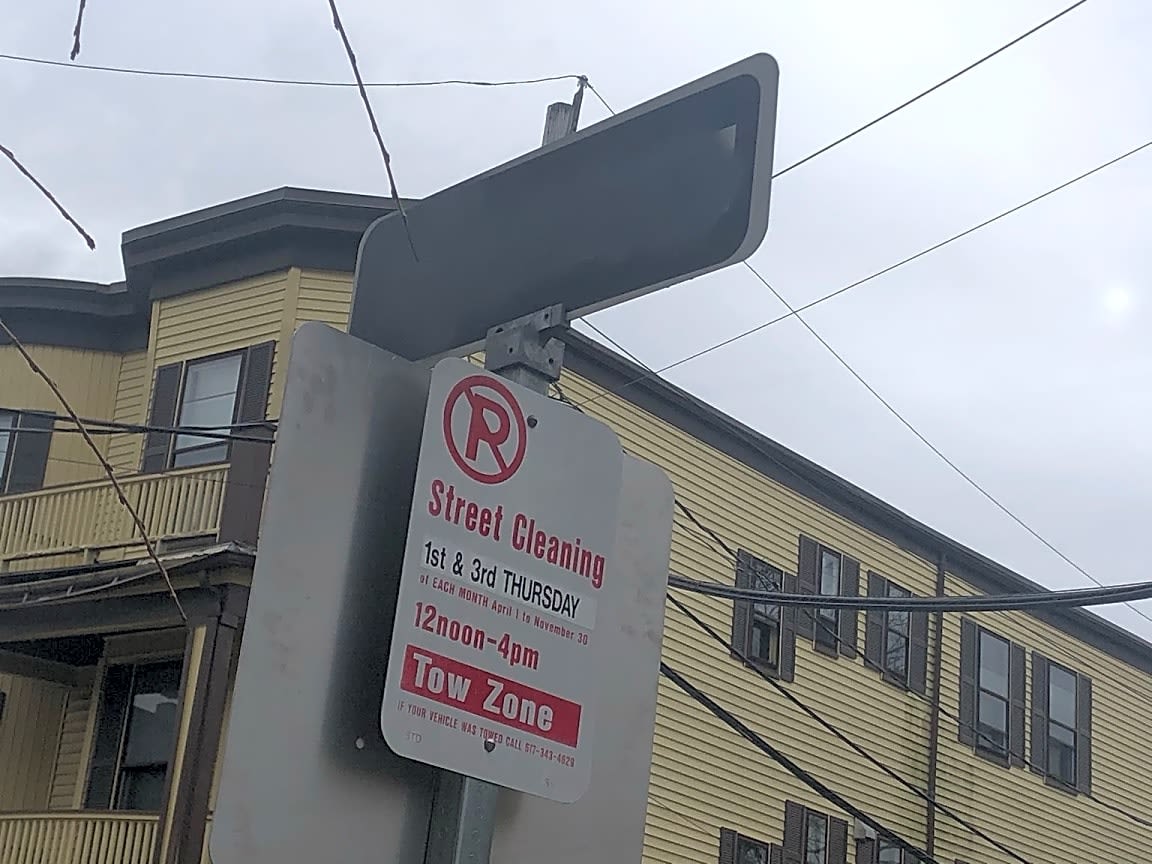 R
Street Cleaning
1st & 3rd THURSDAY
of EACH MONTH April 1 to November 30
12noon-4pm
Tow Zone
IF YOUR VEHICLE WAS TOWED CALL 617-343-4629
STD